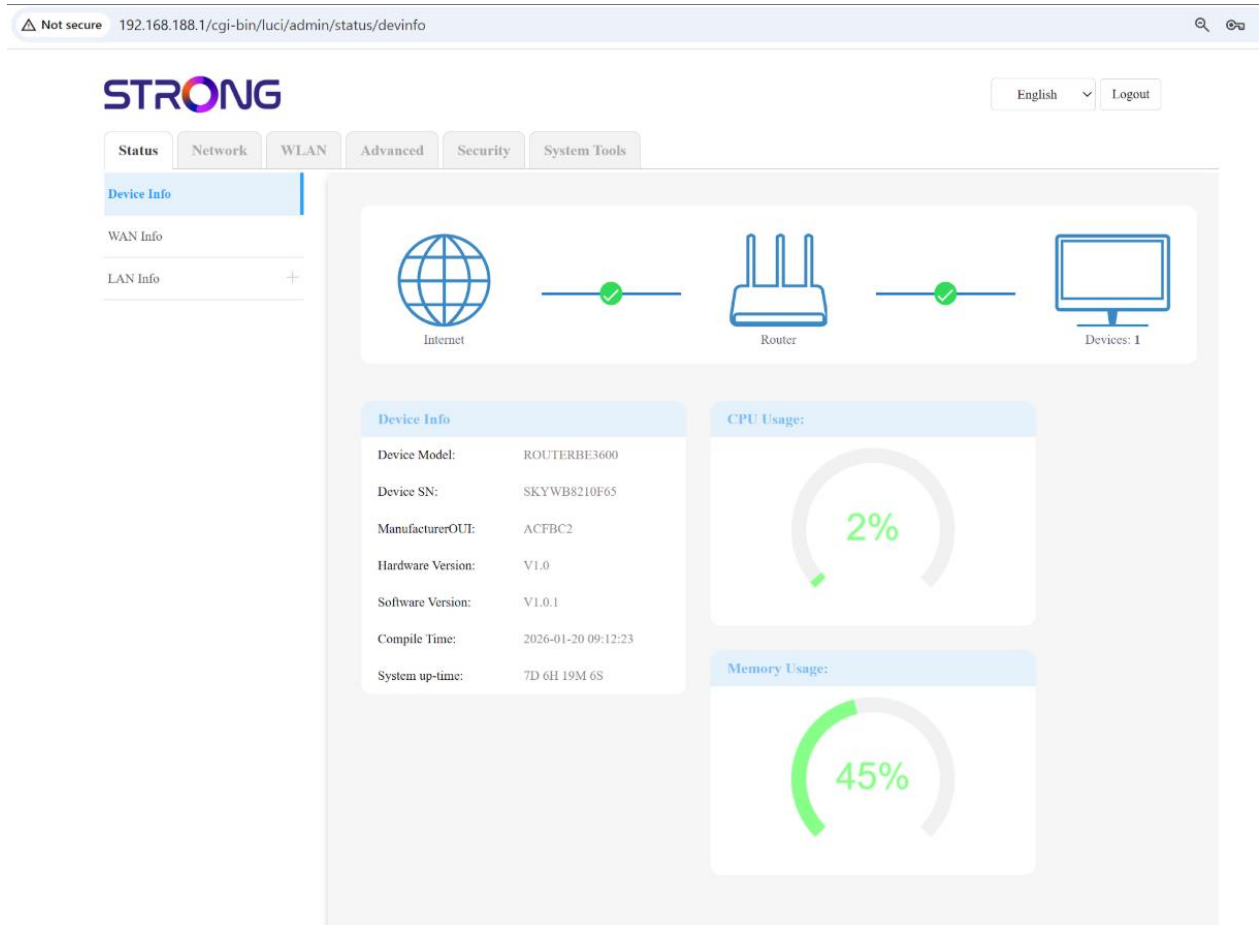 Not secure 192.168.188.1/cgi-bin/luci/admin/status/devinfo
STRONG
English Logout
Status Network WLAN Advanced Security System Tools
Device Info
WAN Info
LAN Info
Internet Router Devices: 1
Device Info
Device Model: ROUTERBE3600
Device SN: SKYWB8210F65
ManufacturerOUI: ACFBC2
Hardware Version: V1.0
Software Version: V1.0.1
Compile Time: 2026-01-20 09:12:23
System up-time: 7D 6H 19M 6S
CPU Usage:
2%
Memory Usage:
45%